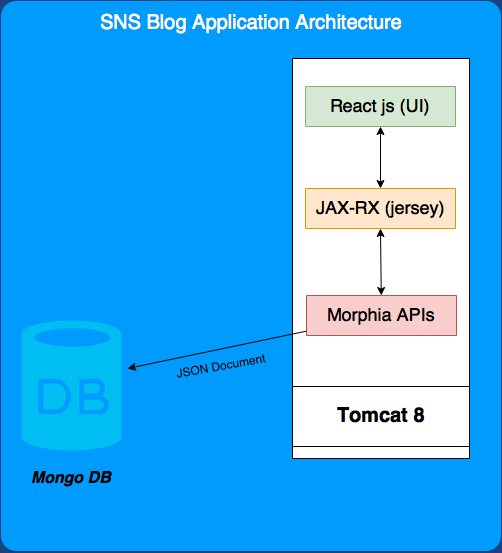 SNS Blog Application Architecture
React js (UI)
JAX-RX (jersey)
Morphia APIs
JSON Document
DB
Tomcat 8
Mongo DB